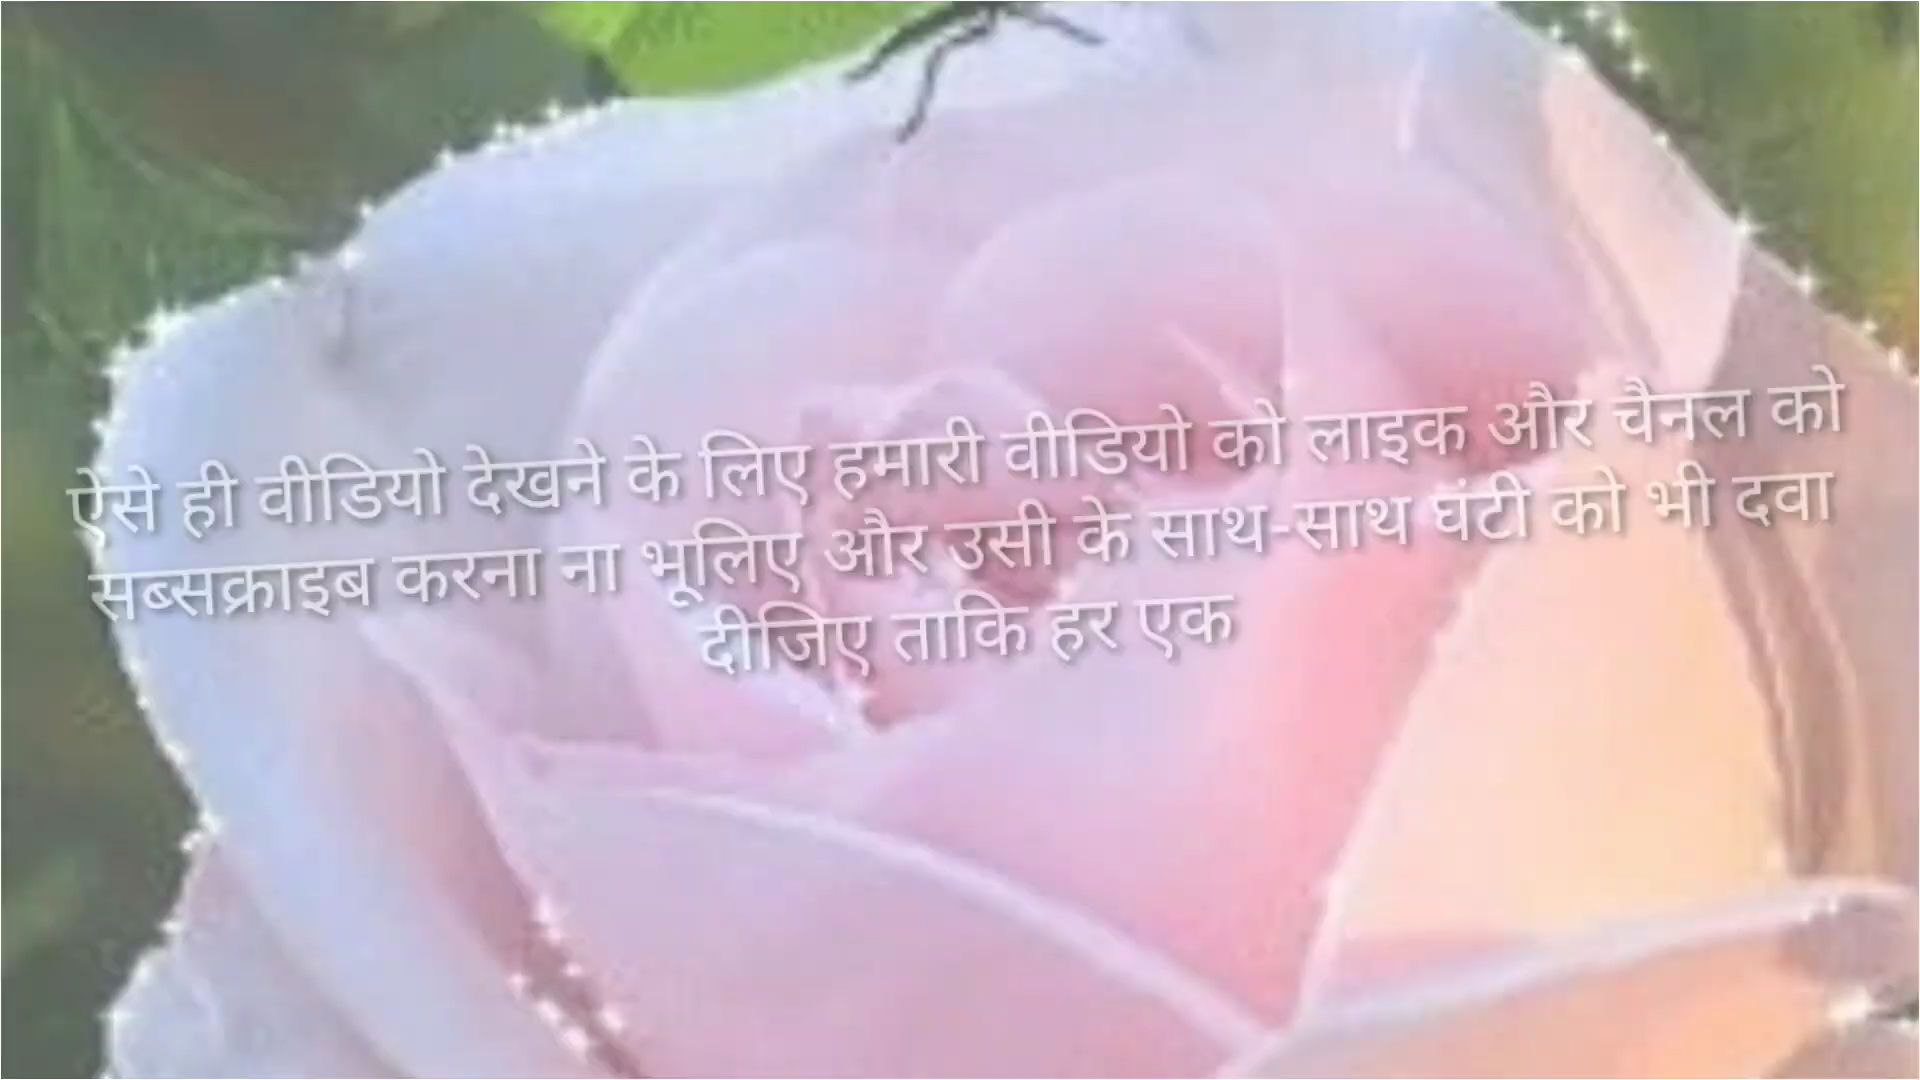 ऐसे ही वीडियो देखने के लिए हमारी वीडियो को लाइक और चैनल को
सब्सक्राइब करना ना भूलिए और उसी के साथ-साथ घंटी को भी दवा
दीजिए ताकि हर एक